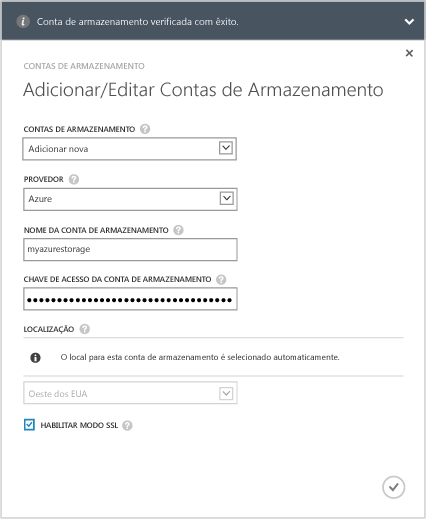 Conta de armazenamento verificada com êxito.
CONTAS DE ARMAZENAMENTO
Adicionar/Editar Contas de Armazenamento
CONTAS DE ARMAZENAMENTO
Adicionar nova
PROVEDOR
Azure
NOME DA CONTA DE ARMAZENAMENTO
myazurestorage
CHAVE DE ACESSO DA CONTA DE ARMAZENAMENTO
LOCALIZAÇÃO
O local para esta conta de armazenamento é selecionado automaticamente.
Oeste dos EUA
HABILITAR MODO SSL